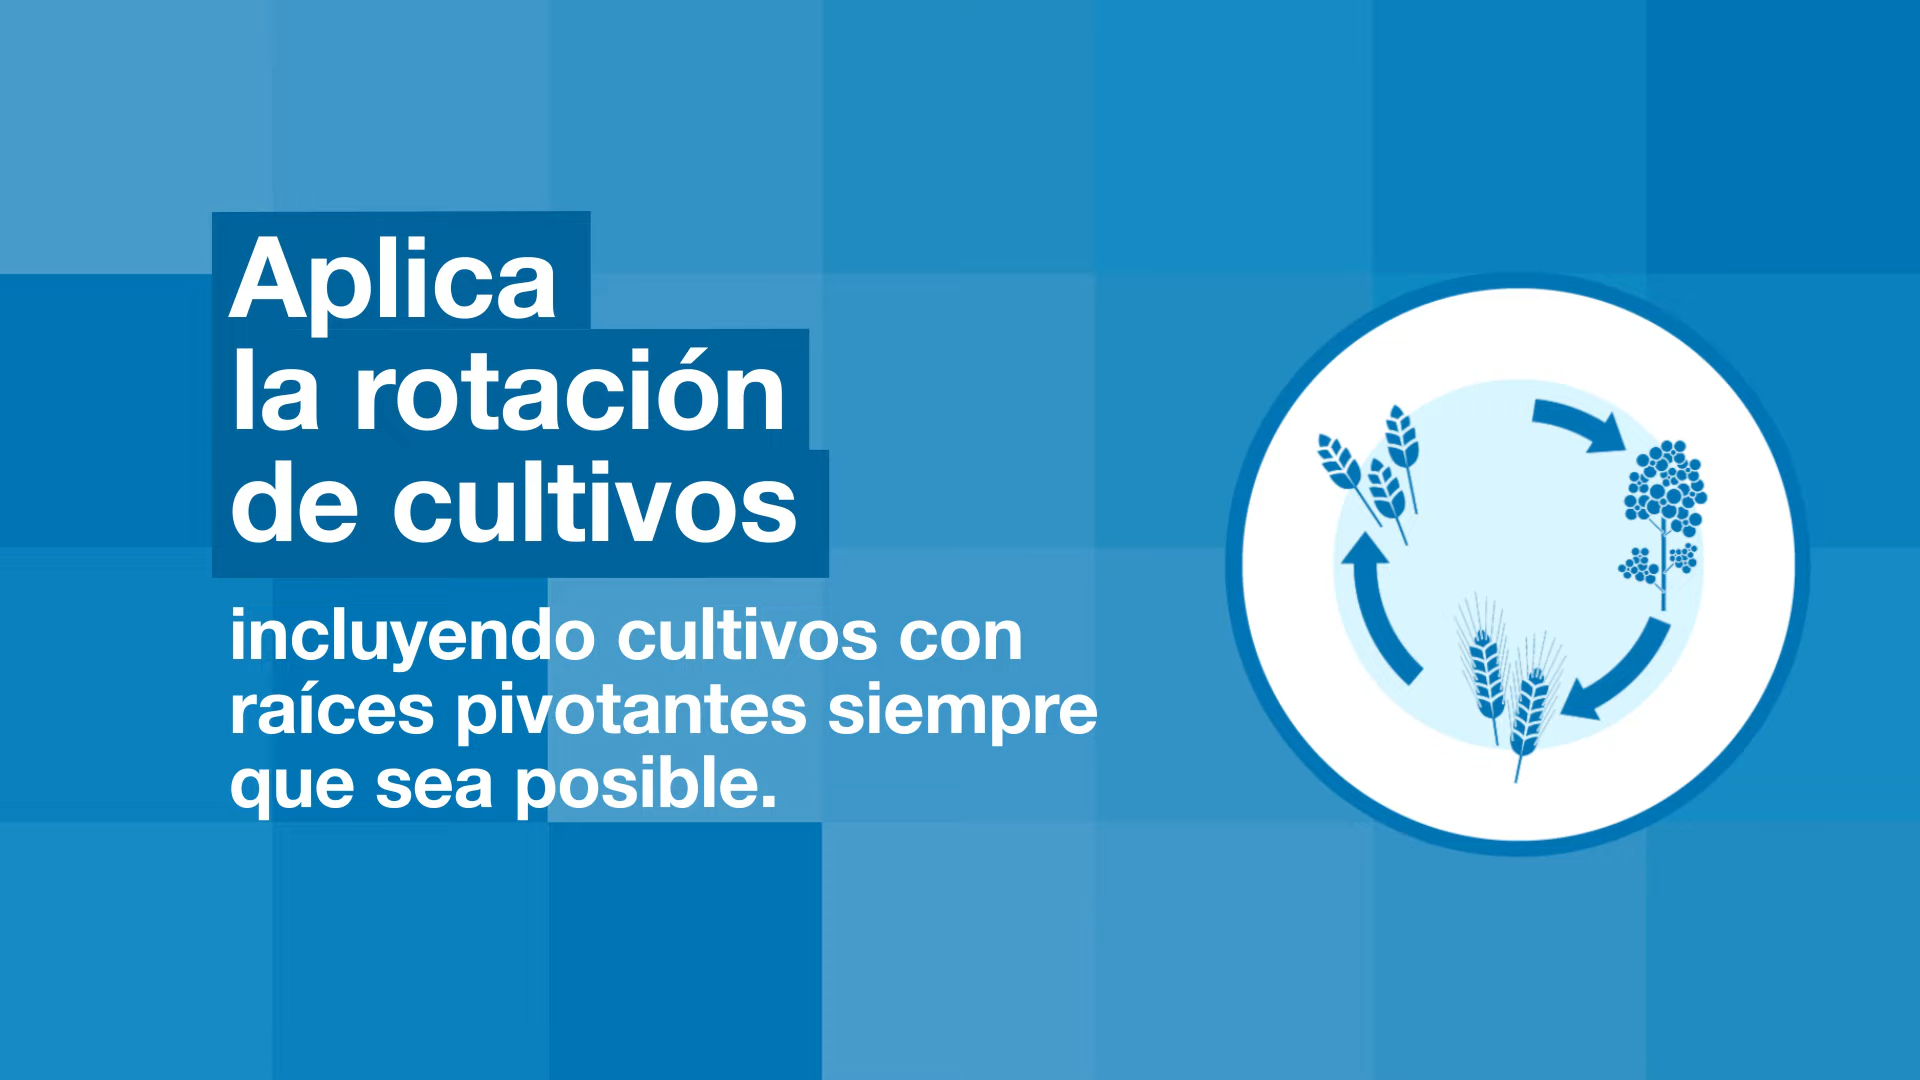 Aplica
la rotación
de cultivos
incluyendo cultivos con
raíces pivotantes siempre
que sea posible.